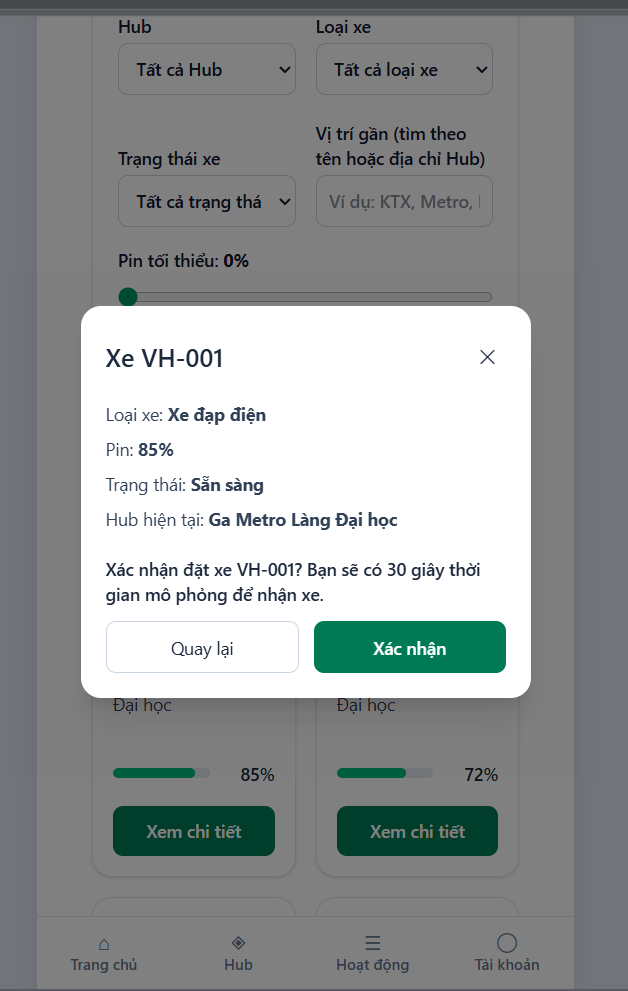 Hub
Loại xe
Tất cả Hub
Tất cả loại xe
Trạng thái xe
Vị trí gần (tìm theo
tên hoặc địa chỉ Hub)
Tất cả trạng thá
Ví dụ: KTX, Metro,
Pin tối thiểu: 0%
Xe VH-001
Loại xe: Xe đạp điện
Pin: 85%
Trạng thái: Sẵn sàng
Hub hiện tại: Ga Metro Làng Đại học
Xác nhận đặt xe VH-001? Bạn sẽ có 30 giây thời
gian mô phỏng để nhận xe.
Quay lại
Xác nhận
Đại học
Đại học
85%
72%
Xem chi tiết
Xem chi tiết
Trang chủ
Hub
Hoạt động
Tài khoản